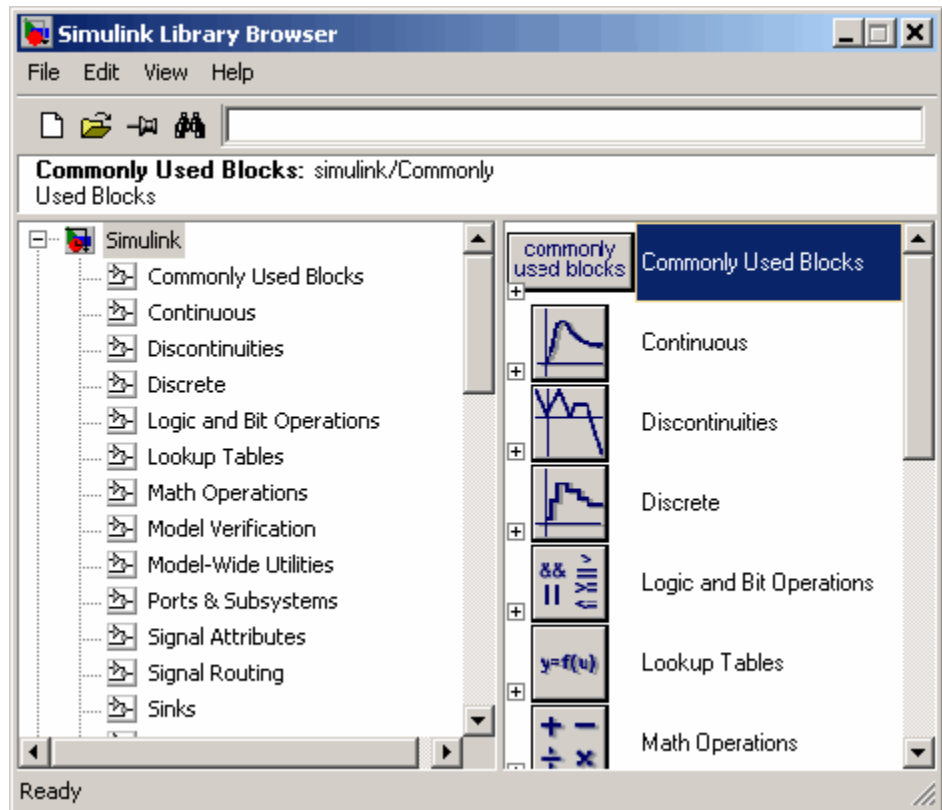 Simulink Library Browser
File Edit View Help
Commonly Used Blocks: simulink/Commonly
Used Blocks
Simulink
Commonly Used Blocks
Continuous
Discontinuities
Discrete
Logic and Bit Operations
Lookup Tables
Math Operations
Model Verification
Model-Wide Utilities
Ports & Subsystems
Signal Attributes
Signal Routing
Sinks
commonly
used blocks
Commonly Used Blocks
Continuous
Discontinuities
Discrete
&& >
|| >=
<=
Logic and Bit Operations
y=f(u)
Lookup Tables
+ −
÷ ×
Math Operations
Ready